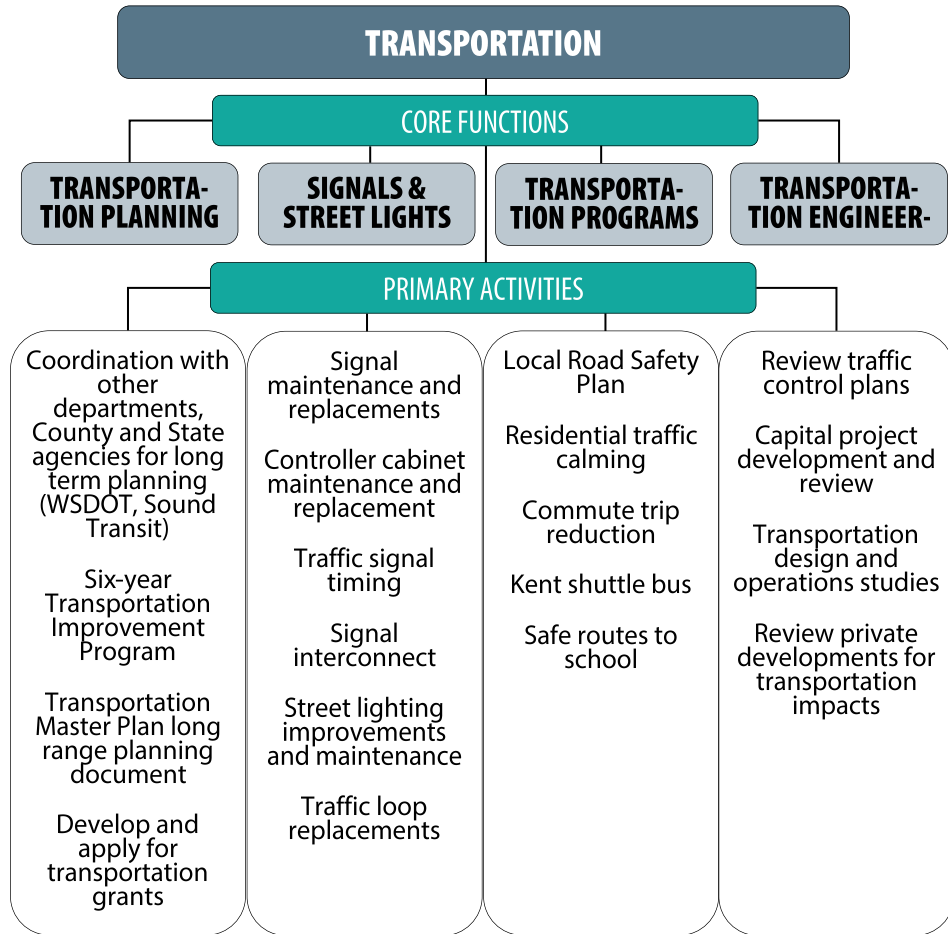 TRANSPORTATION
CORE FUNCTIONS
TRANSPORTA-
TION PLANNING
SIGNALS &
STREET LIGHTS
TRANSPORTA-
TION PROGRAMS
TRANSPORTA-
TION ENGINEER-
PRIMARY ACTIVITIES
Coordination with
other
departments,
County and State
agencies for long
term planning
(WSDOT, Sound
Transit)
Six-year
Transportation
Improvement
Program
Transportation
Master Plan long
range planning
document
Develop and
apply for
transportation
grants
Signal
maintenance and
replacements
Controller cabinet
maintenance and
replacement
Traffic signal
timing
Signal
interconnect
Street lighting
improvements
and maintenance
Traffic loop
replacements
Local Road Safety
Plan
Residential traffic
calming
Commute trip
reduction
Kent shuttle bus
Safe routes to
school
Review traffic
control plans
Capital project
development and
review
Transportation
design and
operations studies
Review private
developments for
transportation
impacts